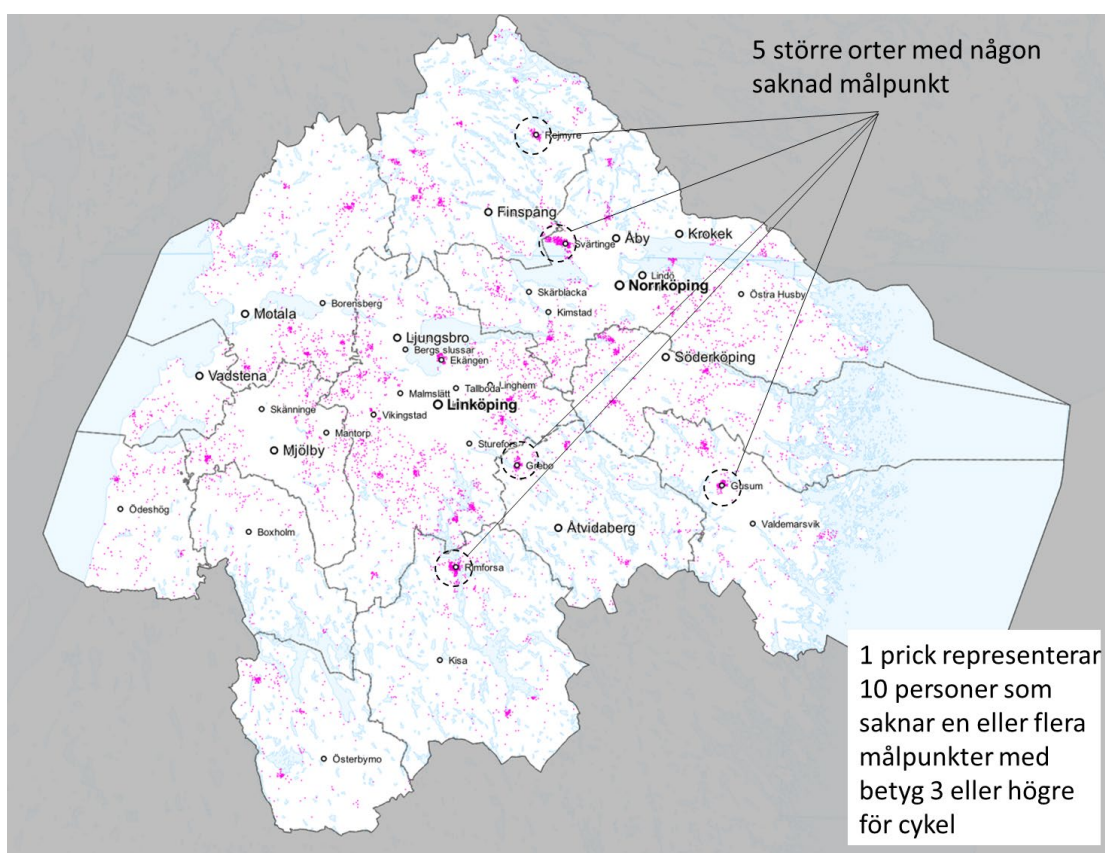 5 större orter med någon
saknad målpunkt
Rejmyre
Finspång
Svärtinge
Åby
Krokek
Lindö
Norrköping
Skärblacka
Östra Husby
Borensberg
Motala
Kimstad
Ljungsbro
Bergs slussar
Ekängen
Söderköping
Vadstena
Malmslätt
Tallboda
Linghem
Linköping
Skänninge
Vikingstad
Mantorp
Sturefors
Mjölby
Grebo
Gusum
Ödeshög
Boxholm
Åtvidaberg
Valdemarsvik
Rimforsa
Kisa
Österbymo
1 prick representerar
10 personer som
saknar en eller flera
målpunkter med
betyg 3 eller högre
för cykel